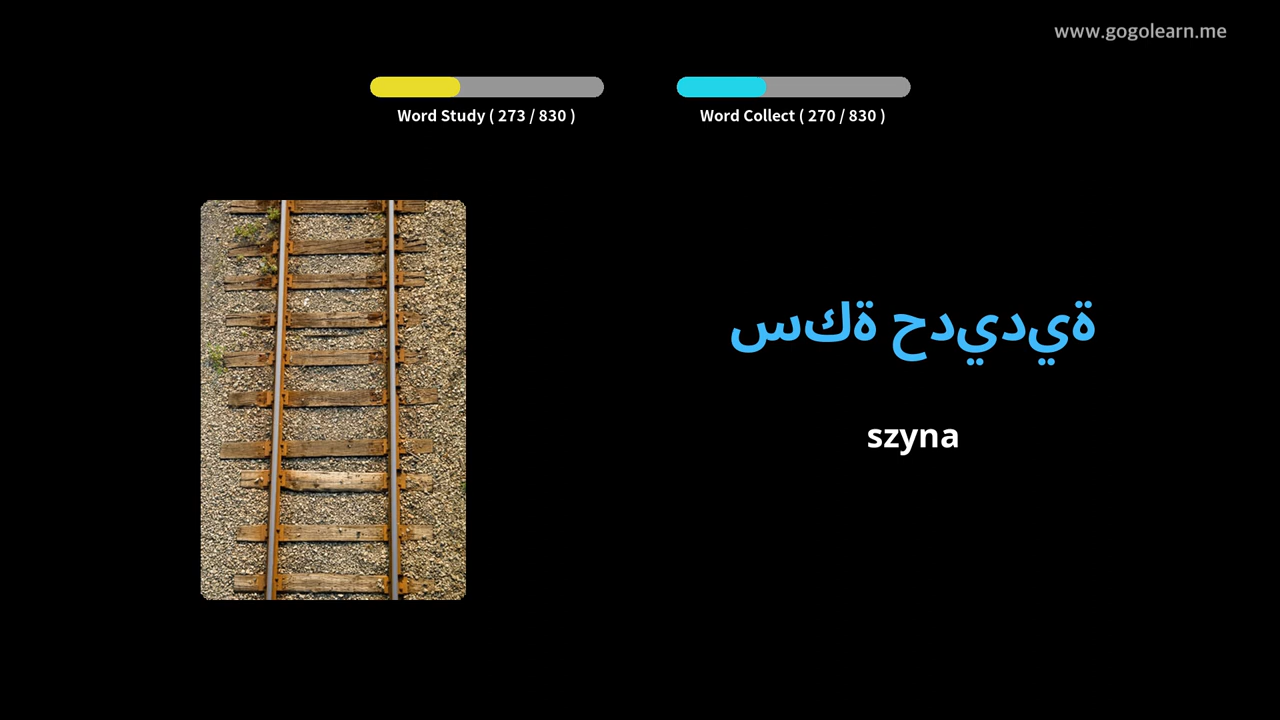 www.gogolearn.me
Word Study ( 273 / 830 )
Word Collect ( 270 / 830 )
سكة حديدية
szyna